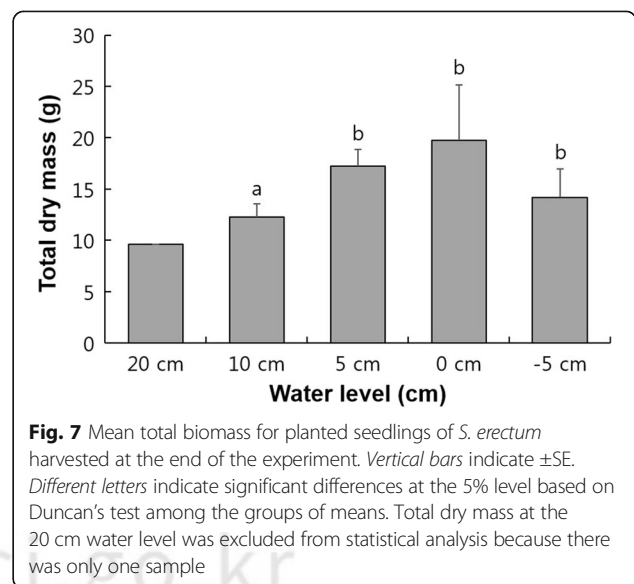 30
25
20
15
10
5
0
Total dry mass (g)
a
b
b
b
20 cm 10 cm 5 cm 0 cm -5 cm
Water level (cm)
Fig. 7 Mean total biomass for planted seedlings of S. erectum
harvested at the end of the experiment. Vertical bars indicate ±SE.
Different letters indicate significant differences at the 5% level based on
Duncan's test among the groups of means. Total dry mass at the
20 cm water level was excluded from statistical analysis because there
was only one sample
ri.go.kr